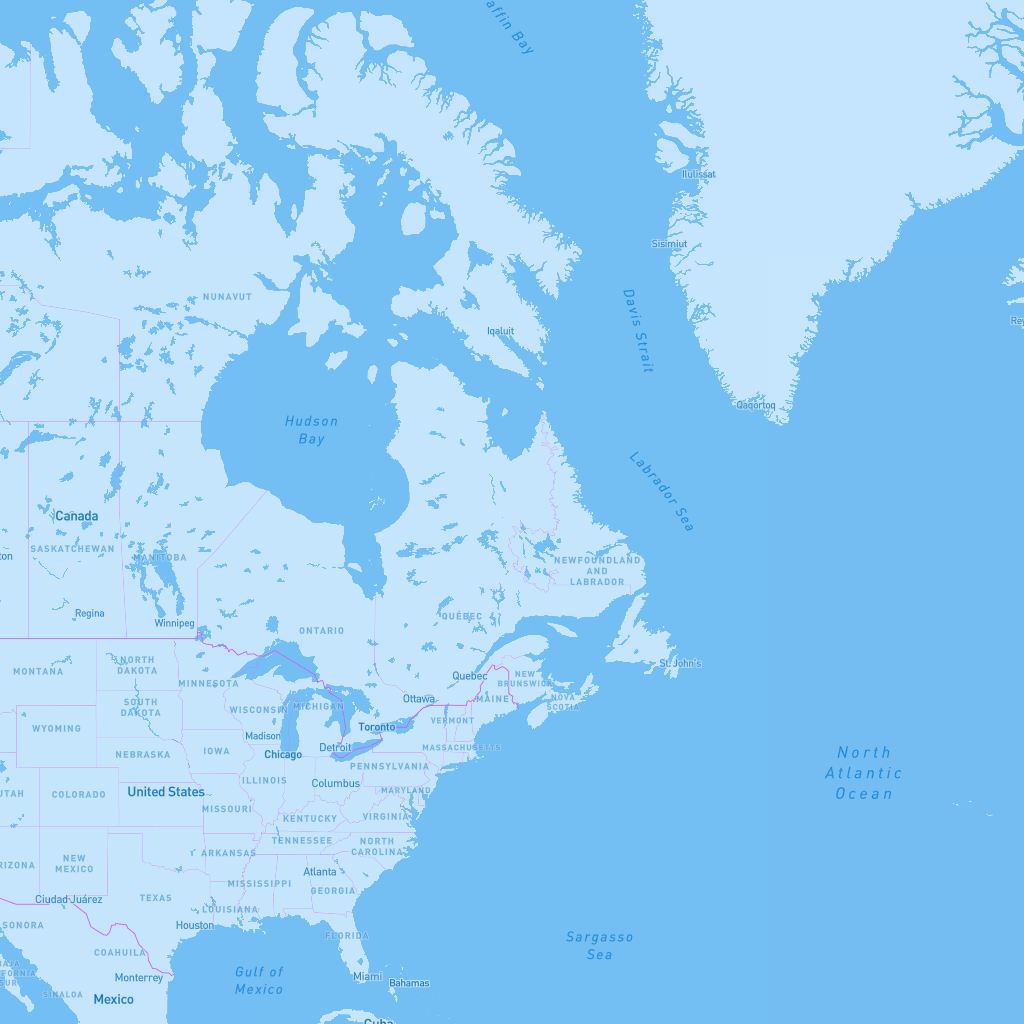 affin Bay
Ilulissat
Sisimiut
NUNAVUT
Davis Strait
Iqaluit
Qaqortoq
Hudson
Bay
Labrador Sea
Canada
SASKATCHEWAN
MANITOBA
NEWFOUNDLAND
AND
LABRADOR
Regina
Winnipeg
QUÉBEC
ONTARIO
St. John's
MONTANA
NORTH
DAKOTA
MINNESOTA
Quebec
NEW
BRUNSWICK
Ottawa
MAINE
NOVA
SCOTIA
SOUTH
DAKOTA
WISCONSIN
MICHIGAN
WYOMING
Toronto
VERMONT
Madison
Detroit
MASSACHUSETTS
IOWA
NEBRASKA
Chicago
North
Atlantic
Ocean
PENNSYLVANIA
ILLINOIS
Columbus
UTAH
COLORADO
United States
MARYLAND
MISSOURI
KENTUCKY
VIRGINIA
TENNESSEE
NORTH
CAROLINA
ARKANSAS
RIZONA
NEW
MEXICO
Atlanta
MISSISSIPPI
GEORGIA
TEXAS
Ciudad Juárez
LOUISIANA
SONORA
Houston
FLORIDA
Sargasso
Sea
COAHUILA
Gulf of
Mexico
Monterrey
Miami
Bahamas
SINALOA
Mexico
Cuba